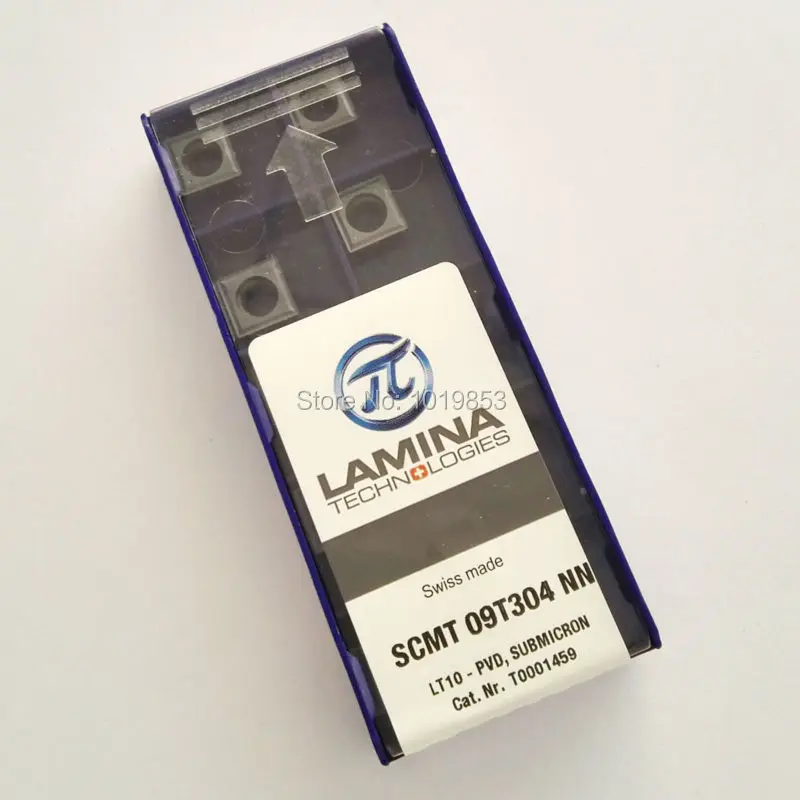 π
Store No: 1019853
LAMINA
TECHNOLOGIES
Swiss made
SCMT 09T304 NN
LT10 - PVD, SUBMICRON
Cat. Nr. T0001459